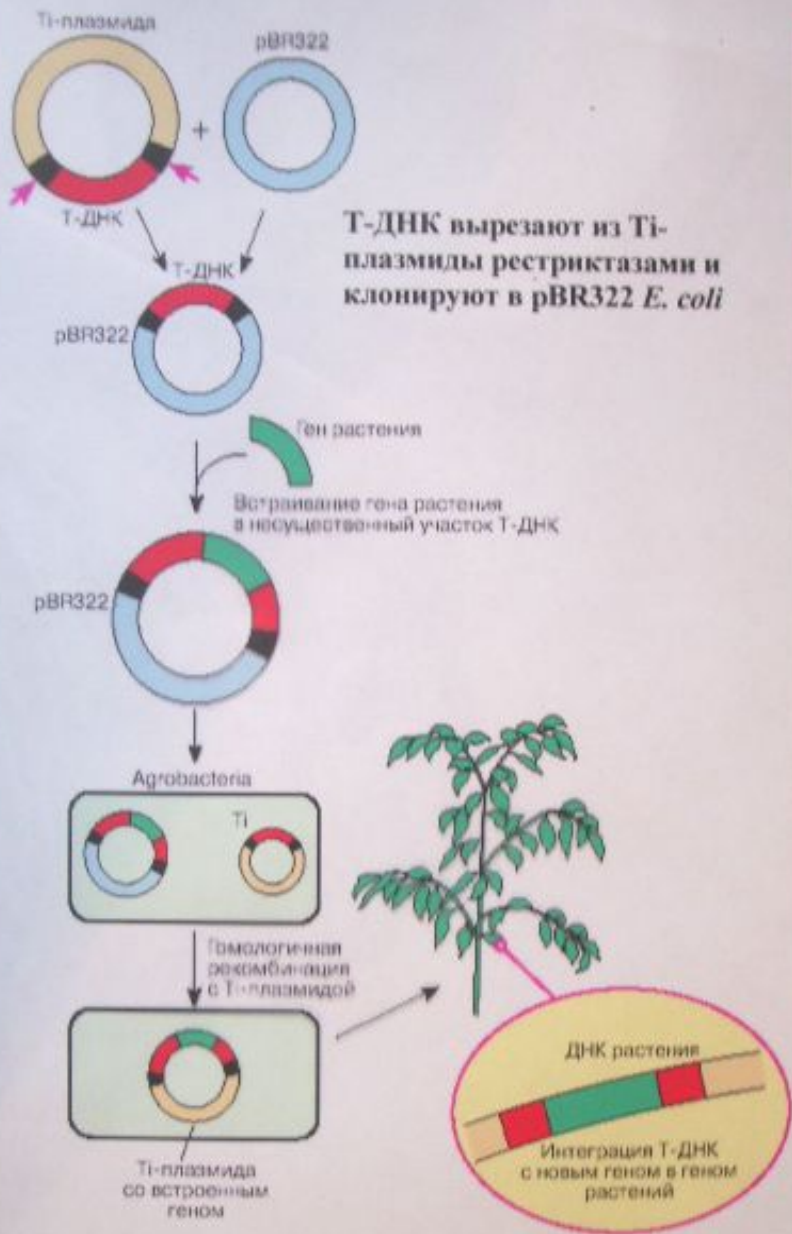 Ti-плазмида
pBR322
+
Т-ДНК
Т-ДНК вырезают из Ti-
плазмиды рестриктазами и
клонируют в pBR322 E. coli
Т-ДНК
pBR322
Ген растения
Встраивание гена растения
в несущественный участок Т-ДНК
pBR322
Agrobacteria
Ti
Гомологичная
рекомбинация
с Ti-плазмидой
Ti-плазмида
со встроенным
геном
ДНК растения
Интеграция Т-ДНК
с новым геном в геном
растений